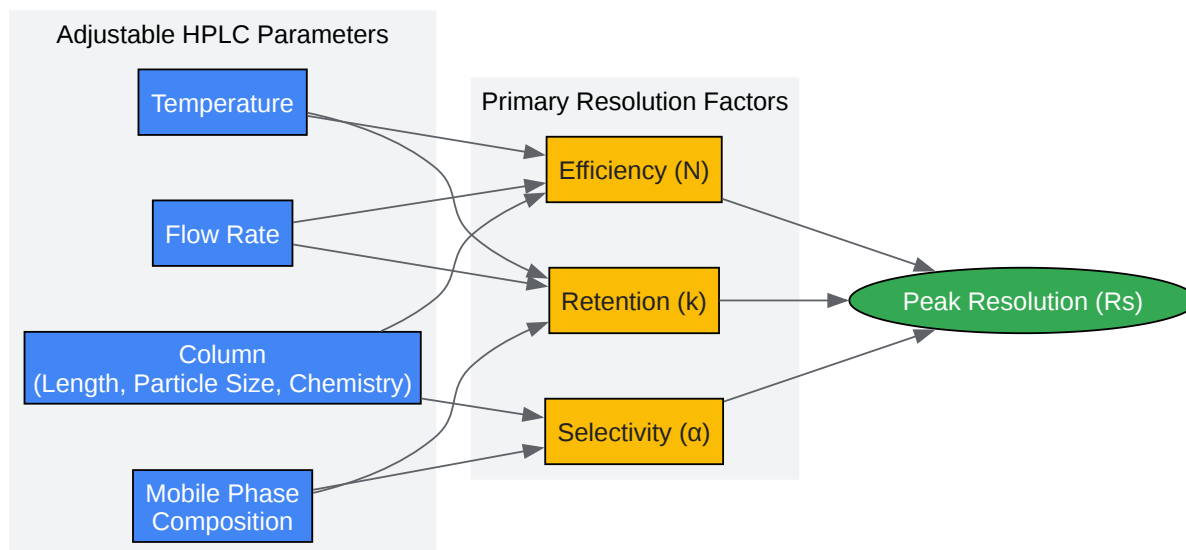 Adjustable HPLC Parameters
Temperature
Flow Rate
Column
(Length, Particle Size, Chemistry)
Mobile Phase
Composition
Primary Resolution Factors
Efficiency (N)
Retention (k)
Selectivity (α)
Peak Resolution (Rs)